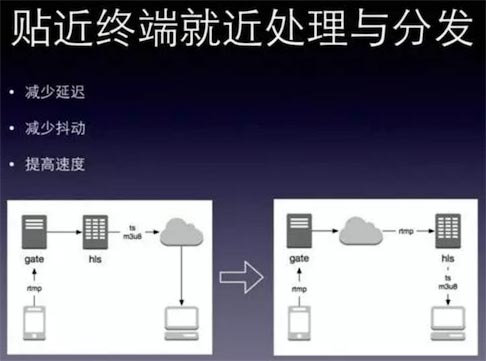 贴近终端就近处理与分发
• 减少延迟
• 减少抖动
• 提高速度
ts
m3u8
gate
hls
rtmp
rtmp
gate
hls
ts
m3u8
rtmp